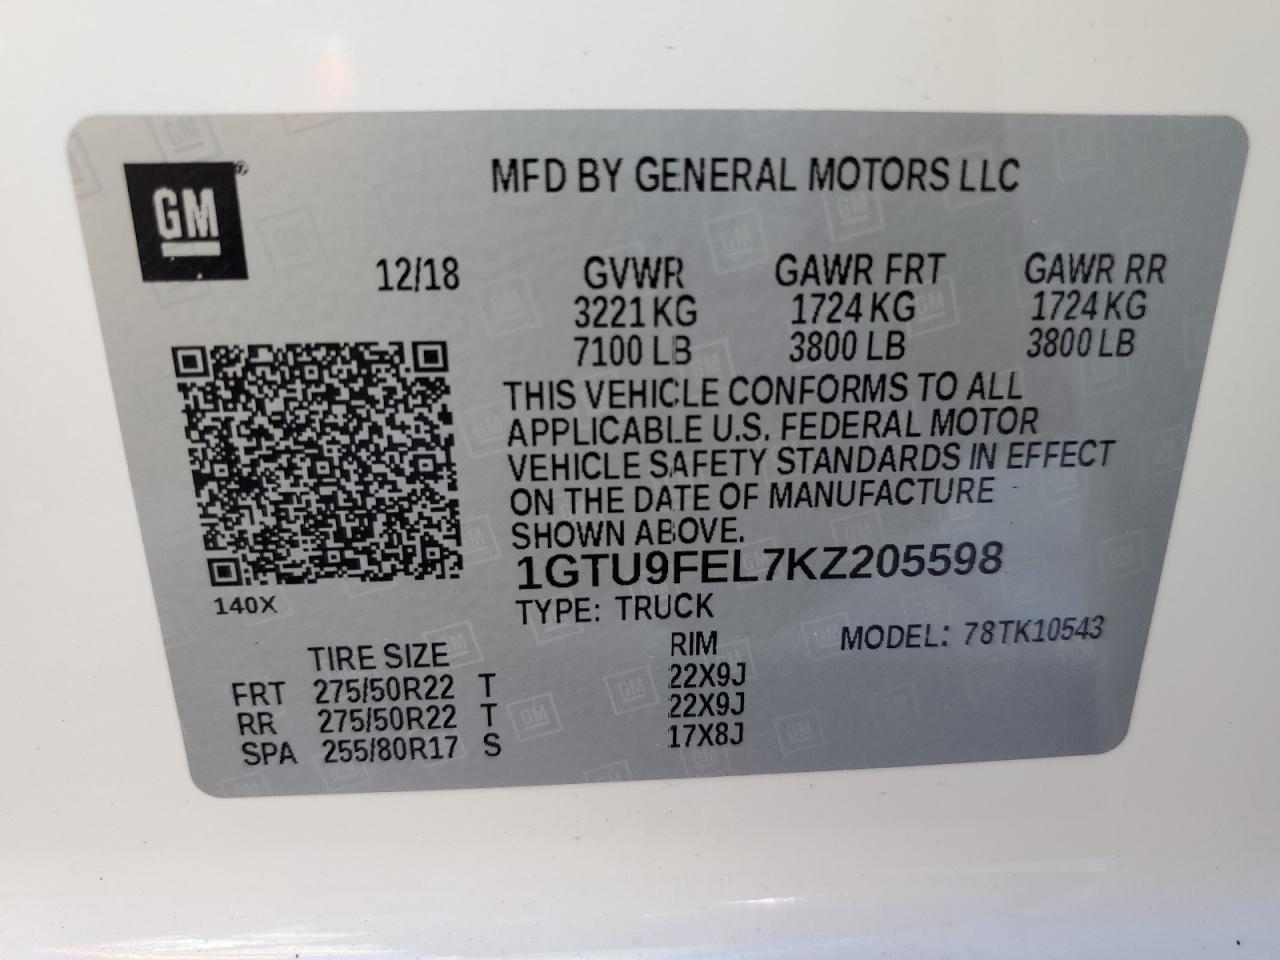 GM®
MFD BY GENERAL MOTORS LLC
12/18 GVWR GAWR FRT GAWR RR
3221 KG 1724 KG 1724 KG
7100 LB 3800 LB 3800 LB
THIS VEHICLE CONFORMS TO ALL
APPLICABLE U.S. FEDERAL MOTOR
VEHICLE SAFETY STANDARDS IN EFFECT
ON THE DATE OF MANUFACTURE
SHOWN ABOVE.
1GTU9FEL7KZ205598
140X
TYPE: TRUCK
MODEL: 78TK10543
TIRE SIZE RIM
FRT 275/50R22 T 22X9J
RR 275/50R22 T 22X9J
SPA 255/80R17 S 17X8J